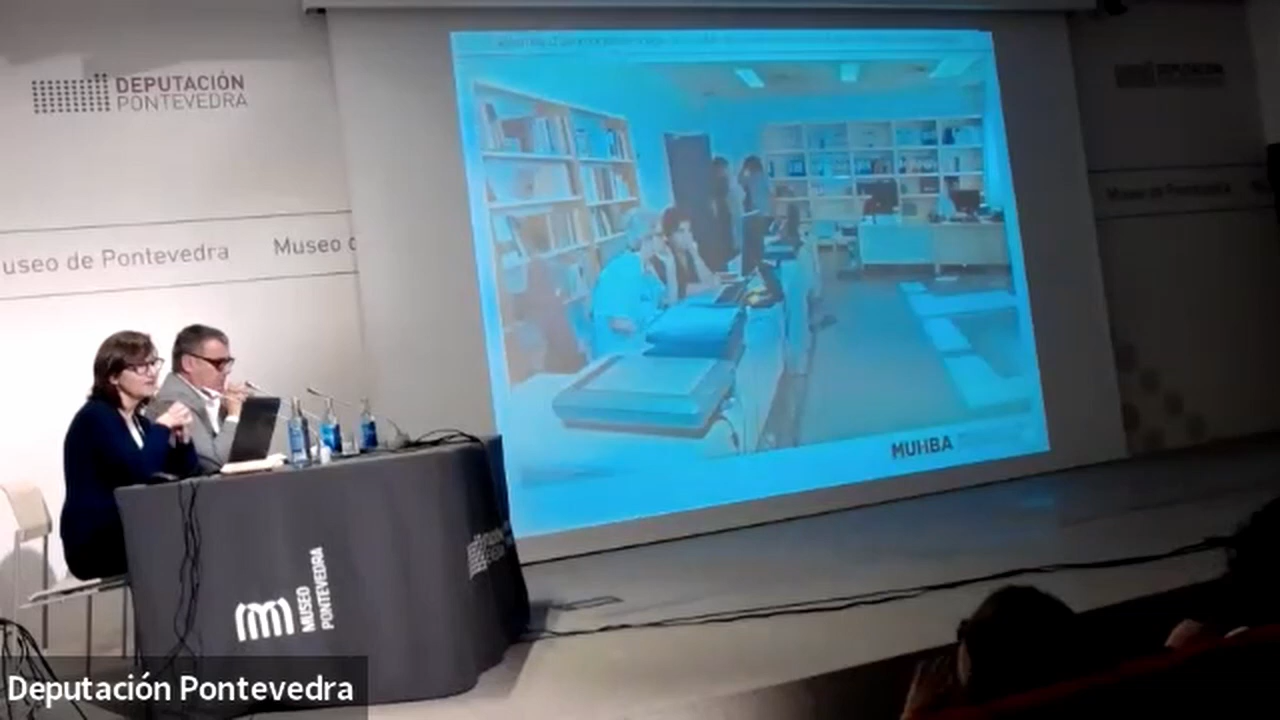 DEPUTACIÓN
PONTEVEDRA
useo de Pontevedra
Museo
MUHBA
MUSEO
PONTEVEDRA
Museo de Pontevedra
Deputación Pontevedra